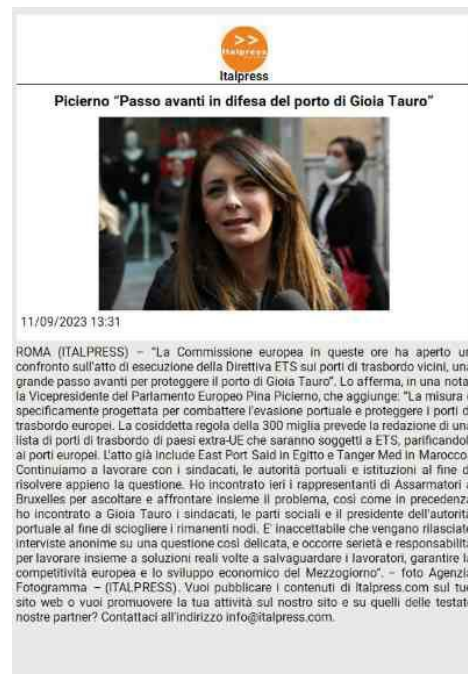 >>
Italpress
Italpress
Picierno “Passo avanti in difesa del porto di Gioia Tauro”
11/09/2023 13:31
ROMA (ITALPRESS) – “La Commissione europea in queste ore ha aperto un
confronto sull'atto di esecuzione della Direttiva ETS sui porti di trasbordo vicini, una
grande passo avanti per proteggere il porto di Gioia Tauro”. Lo afferma, in una nota,
la Vicepresidente del Parlamento Europeo Pina Picierno, che aggiunge: “La misura è
specificamente progettata per combattere l'evasione portuale e proteggere i porti di
trasbordo europei. La cosiddetta regola della 300 miglia prevede la redazione di una
lista di porti di trasbordo di paesi extra-UE che saranno soggetti a ETS, parificandoli
ai porti europei. L'atto già include East Port Said in Egitto e Tanger Med in Marocco.
Continuiamo a lavorare con i sindacati, le autorità portuali e istituzioni al fine di
risolvere appieno la questione. Ho incontrato ieri i rappresentanti di Assarmatori a
Bruxelles per ascoltare e affrontare insieme il problema, così come in precedenza
ho incontrato a Gioia Tauro i sindacati, le parti sociali e il presidente dell'autorità
portuale al fine di sciogliere i rimanenti nodi. E' inaccettabile che vengano rilasciate
interviste anonime su una questione così delicata, e occorre serietà e responsabilità
per lavorare insieme a soluzioni reali volte a salvaguardare i lavoratori, garantire la
competitività europea e lo sviluppo economico del Mezzogiorno”. – foto Agenzia
Fotogramma – (ITALPRESS). Vuoi pubblicare i contenuti di Italpress.com sul tuo
sito web o vuoi promuovere la tua attività sul nostro sito e su quelli delle testate
nostre partner? Contattaci all'indirizzo info@italpress.com.